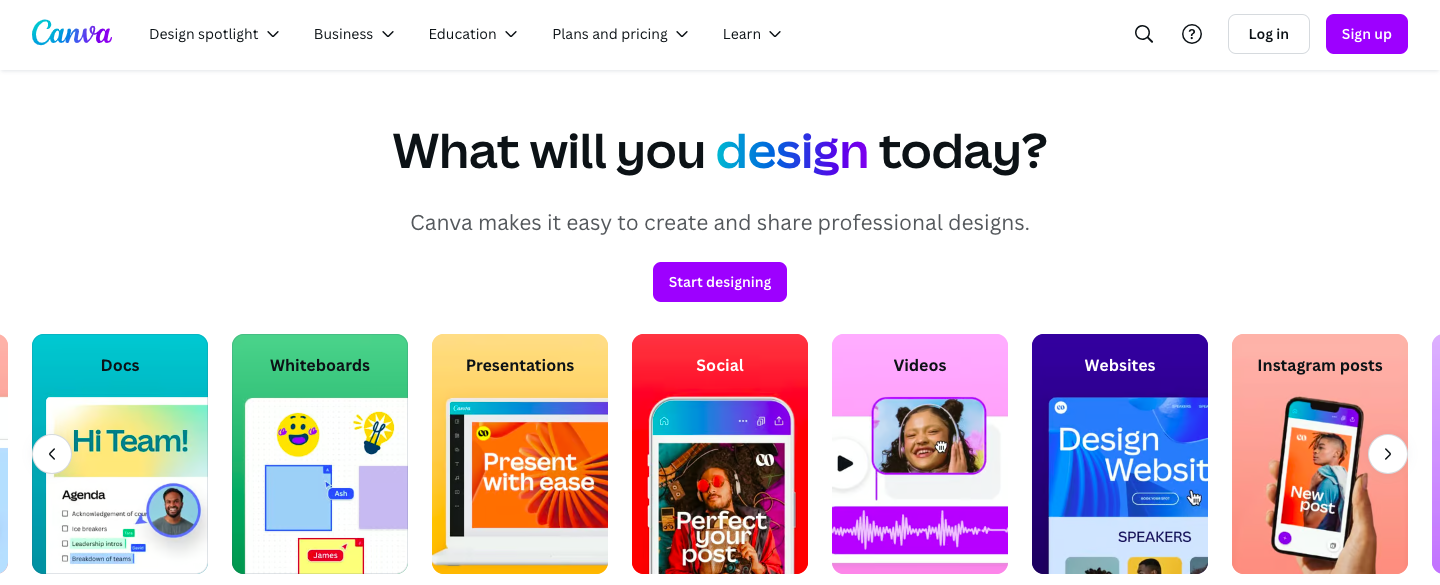 Canva
Design spotlight
Business
Education
Plans and pricing
Learn
Log in
Sign up
What will you design today?
Canva makes it easy to create and share professional designs.
Start designing
Docs
Hi Team!
Agenda
Acknowledgement of
Ice breakers
Leadership intros
Breakdown of teams
Whiteboards
Ash
James
Presentations
Canva
Present
with ease
Social
Perfect
your
post
Videos
Websites
Design
Websit
SPEAKERS
Instagram posts
New
post